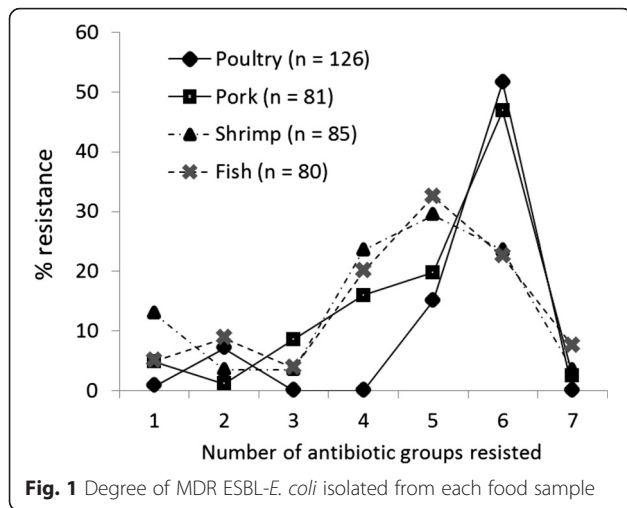 60
50
40
30
20
10
0
% resistance
Poultry (n = 126)
Pork (n = 81)
Shrimp (n = 85)
Fish (n = 80)
1 2 3 4 5 6 7
Number of antibiotic groups resisted
Fig. 1 Degree of MDR ESBL-E. coli isolated from each food sample